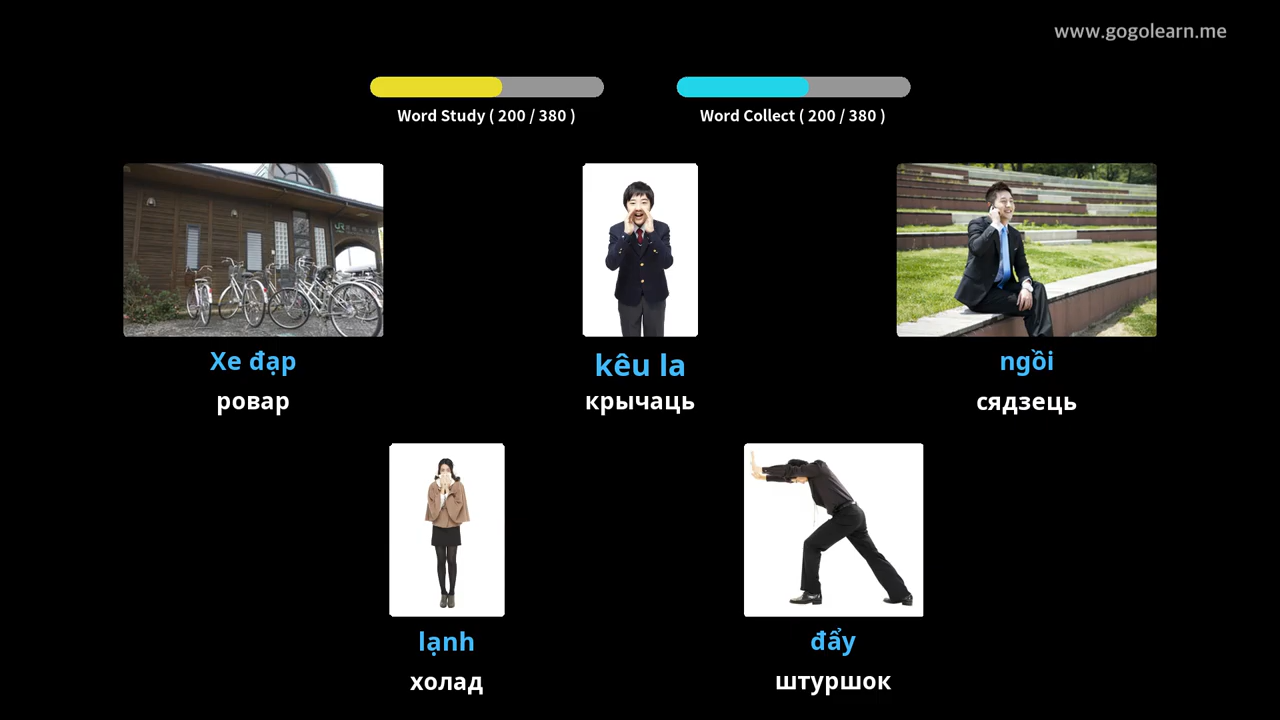 www.gogolearn.me
Word Study ( 200 / 380 )
Word Collect ( 200 / 380 )
Xe đạp
ровар
kêu la
крычаць
ngồi
сядзець
lạnh
холад
đẩy
штуршок